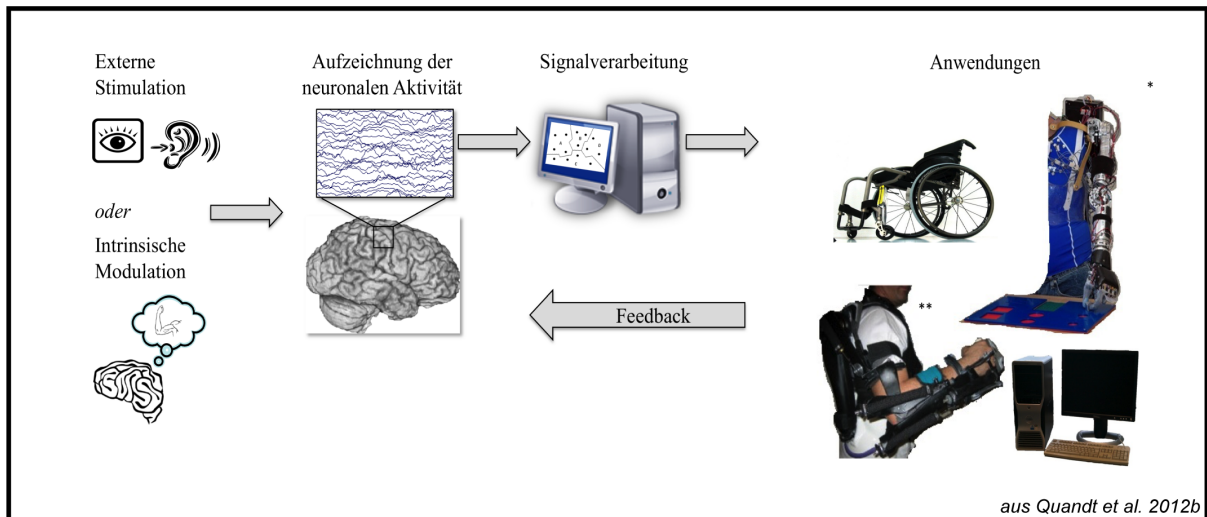 Externe
Stimulation
oder
Intrinsische
Modulation
Aufzeichnung der
neuronalen Aktivität
Signalverarbeitung
Anwendungen
*
**
Feedback
aus Quandt et al. 2012b